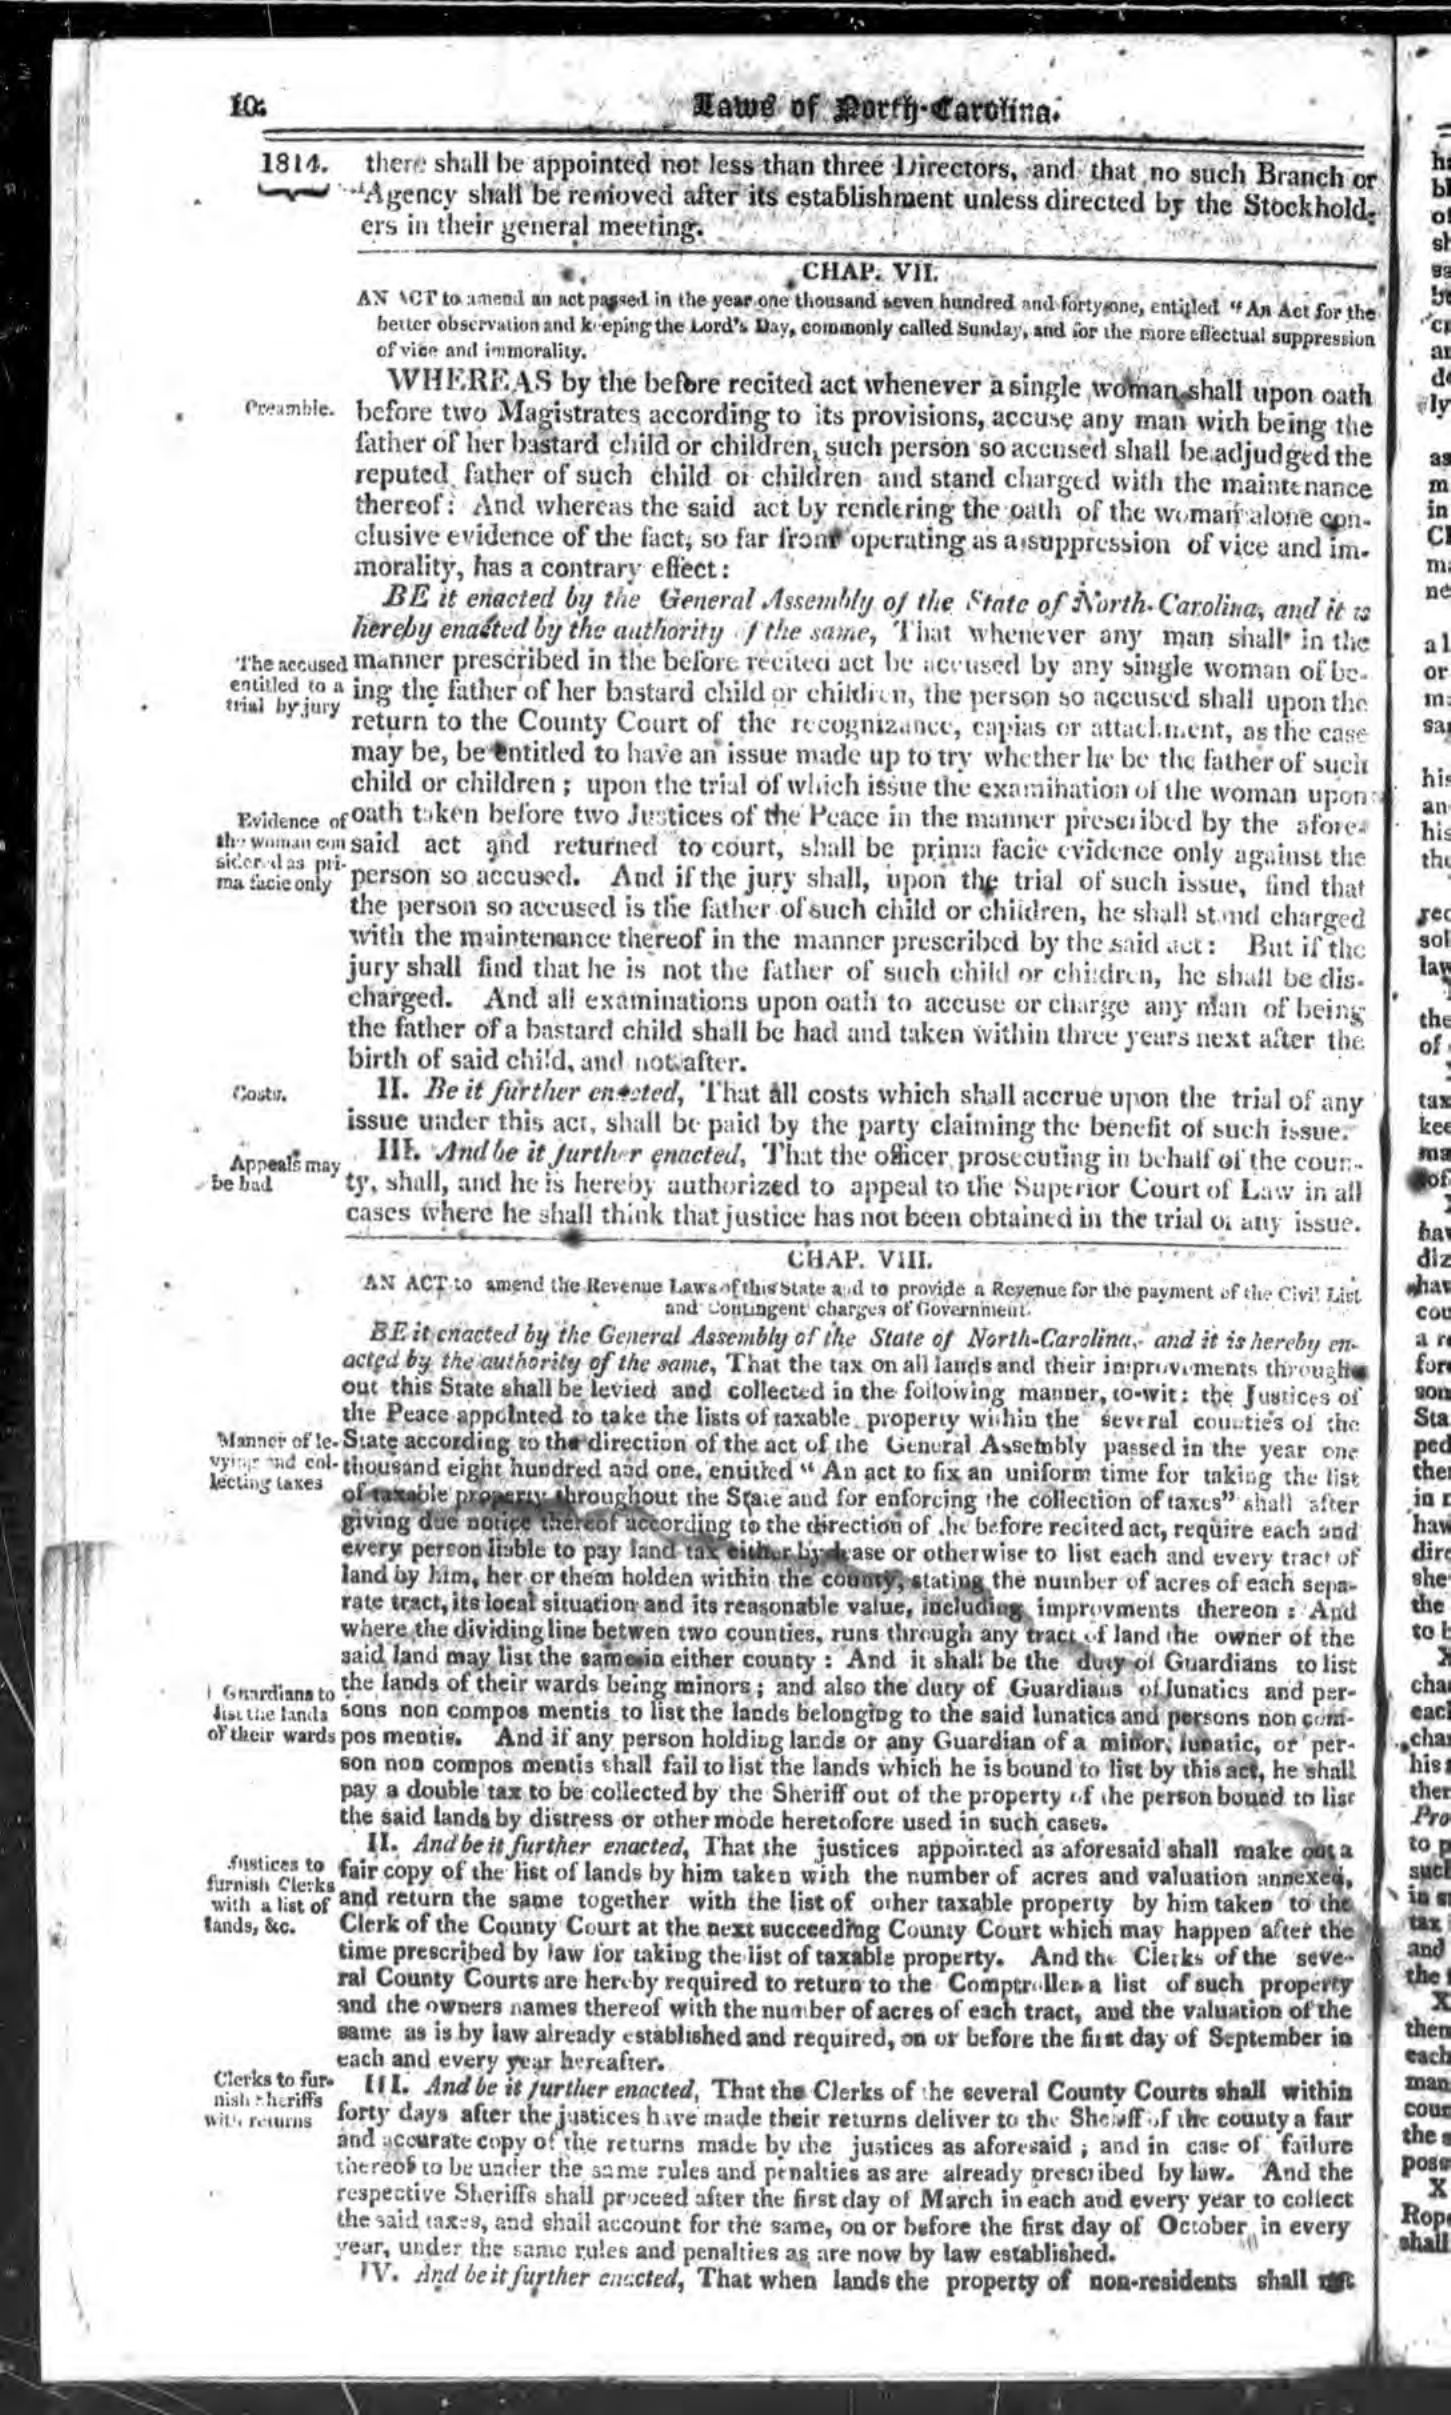 10.
Laws of North-Carolina.
1814.
there shall be appointed not less than three Directors, and that no such Branch or
Agency shall be removed after its establishment unless directed by the Stockhold-
ers in their general meeting.
CHAP. VII.
AN ACT to amend an act passed in the year one thousand seven hundred and forty-one, entitled "An Act for the
better observation and keeping the Lord's Day, commonly called Sunday, and for the more effectual suppression
of vice and immorality.
WHEREAS by the before recited act whenever a single woman shall upon oath
Preamble.
before two Magistrates according to its provisions, accuse any man with being the
father of her bastard child or children, such person so accused shall be adjudged the
reputed father of such child or children and stand charged with the maintenance
thereof: And whereas the said act by rendering the oath of the woman alone con-
clusive evidence of the fact, so far from operating as a suppression of vice and im-
morality, has a contrary effect:
BE it enacted by the General Assembly of the State of North-Carolina, and it is
hereby enacted by the authority of the same, That whenever any man shall in the
The accused
entitled to a
trial by jury
manner prescribed in the before recited act be accused by any single woman of be-
ing the father of her bastard child or children, the person so accused shall upon the
return to the County Court of the recognizance, capias or attachment, as the case
may be, be entitled to have an issue made up to try whether he be the father of such
child or children; upon the trial of which issue the examination of the woman upon
Evidence of
the woman con
sidered as pri-
ma facie only
oath taken before two Justices of the Peace in the manner prescribed by the afore-
said act and returned to court, shall be prima facie evidence only against the
person so accused. And if the jury shall, upon the trial of such issue, find that
the person so accused is the father of such child or children, he shall stand charged
with the maintenance thereof in the manner prescribed by the said act: But if the
jury shall find that he is not the father of such child or children, he shall be dis-
charged. And all examinations upon oath to accuse or charge any man of being
the father of a bastard child shall be had and taken within three years next after the
birth of said child, and not after.
Costs.
II. Be it further enacted, That all costs which shall accrue upon the trial of any
issue under this act, shall be paid by the party claiming the benefit of such issue.
Appeals may
be had
III. And be it further enacted, That the officer prosecuting in behalf of the coun-
ty, shall, and he is hereby authorized to appeal to the Superior Court of Law in all
cases where he shall think that justice has not been obtained in the trial of any issue.
CHAP. VIII.
AN ACT to amend the Revenue Laws of this State and to provide a Revenue for the payment of the Civil List
and Contingent charges of Government.
BE it enacted by the General Assembly of the State of North-Carolina, and it is hereby en-
acted by the authority of the same, That the tax on all lands and their improvements through-
out this State shall be levied and collected in the following manner, to-wit: the Justices of
the Peace appointed to take the lists of taxable property within the several counties of the
Manner of le-
vying and col-
lecting taxes
State according to the direction of the act of the General Assembly passed in the year one
thousand eight hundred and one, entitled "An act to fix an uniform time for taking the list
of taxable property throughout the State and for enforcing the collection of taxes" shall after
giving due notice thereof according to the direction of the before recited act, require each and
every person liable to pay land tax either by lease or otherwise to list each and every tract of
land by him, her or them holden within the county, stating the number of acres of each sepa-
rate tract, its local situation and its reasonable value, including improvments thereon: And
where the dividing line betwen two counties, runs through any tract of land the owner of the
said land may list the same in either county: And it shall be the duty of Guardians to list
Guardians to
list the lands
of their wards
the lands of their wards being minors; and also the duty of Guardians of lunatics and per-
sons non compos mentis to list the lands belonging to the said lunatics and persons non com-
pos mentis. And if any person holding lands or any Guardian of a minor, lunatic, or per-
son non compos mentis shall fail to list the lands which he is bound to list by this act, he shall
pay a double tax to be collected by the Sheriff out of the property of the person bound to list
the said lands by distress or other mode heretofore used in such cases.
II. And be it further enacted, That the justices appointed as aforesaid shall make out a
Justices to
furnish Clerks
with a list of
lands, &c.
fair copy of the list of lands by him taken with the number of acres and valuation annexed,
and return the same together with the list of other taxable property by him taken to the
Clerk of the County Court at the next succeeding County Court which may happen after the
time prescribed by law for taking the list of taxable property. And the Clerks of the seve-
ral County Courts are hereby required to return to the Comptroller a list of such property
and the owners names thereof with the number of acres of each tract, and the valuation of the
same as is by law already established and required, on or before the first day of September in
each and every year hereafter.
Clerks to fur-
nish sheriffs
with returns
III. And be it further enacted, That the Clerks of the several County Courts shall within
forty days after the justices have made their returns deliver to the Sheriff of the county a fair
and accurate copy of the returns made by the justices as aforesaid; and in case of failure
thereof to be under the same rules and penalties as are already prescribed by law. And the
respective Sheriffs shall proceed after the first day of March in each and every year to collect
the said taxes, and shall account for the same, on or before the first day of October in every
year, under the same rules and penalties as are now by law established.
IV. And be it further enacted, That when lands the property of non-residents shall not